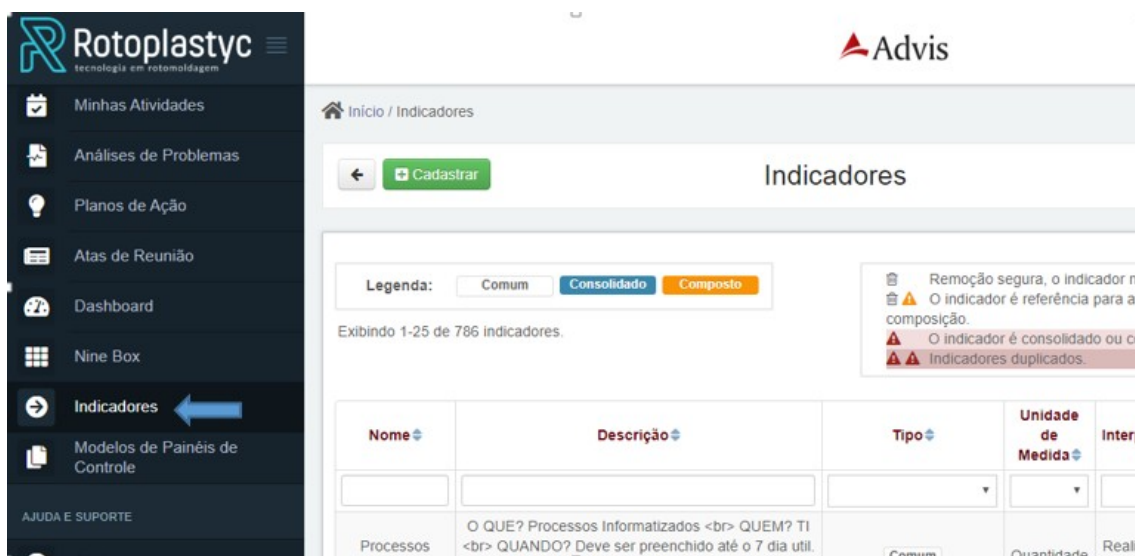 Rotoplastyc
tecnologia em rotomoldagem
Minhas Atividades
Análises de Problemas
Planos de Ação
Atas de Reunião
Dashboard
Nine Box
Indicadores
Modelos de Painéis de
Controle
AJUDA E SUPORTE
Advis
Início / Indicadores
Cadastrar
Indicadores
Legenda: Comum Consolidado Composto
Exibindo 1-25 de 786 indicadores.
Remoção segura, o indicador
O indicador é referência para a
composição.
O indicador é consolidado ou
Indicadores duplicados.
Nome Descrição Tipo Unidade
de
Medida
O QUE? Processos Informatizados <br> QUEM? TI
Processos <br> QUANDO? Deve ser preenchido até o 7 dia util.
Comum Quantidade